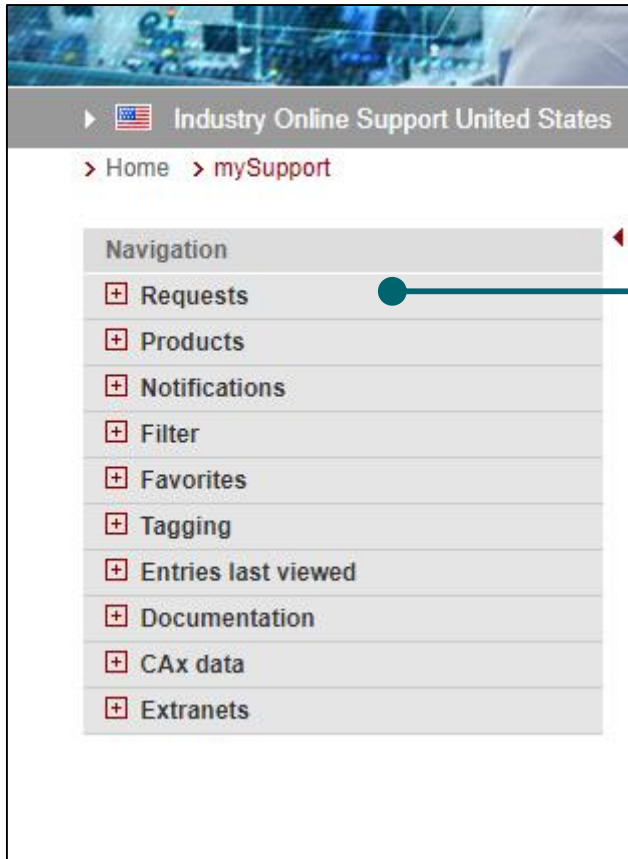 Industry Online Support United States
Home mySupport
Navigation
Requests
Products
Notifications
Filter
Favorites
Tagging
Entries last viewed
Documentation
CAx data
Extranets